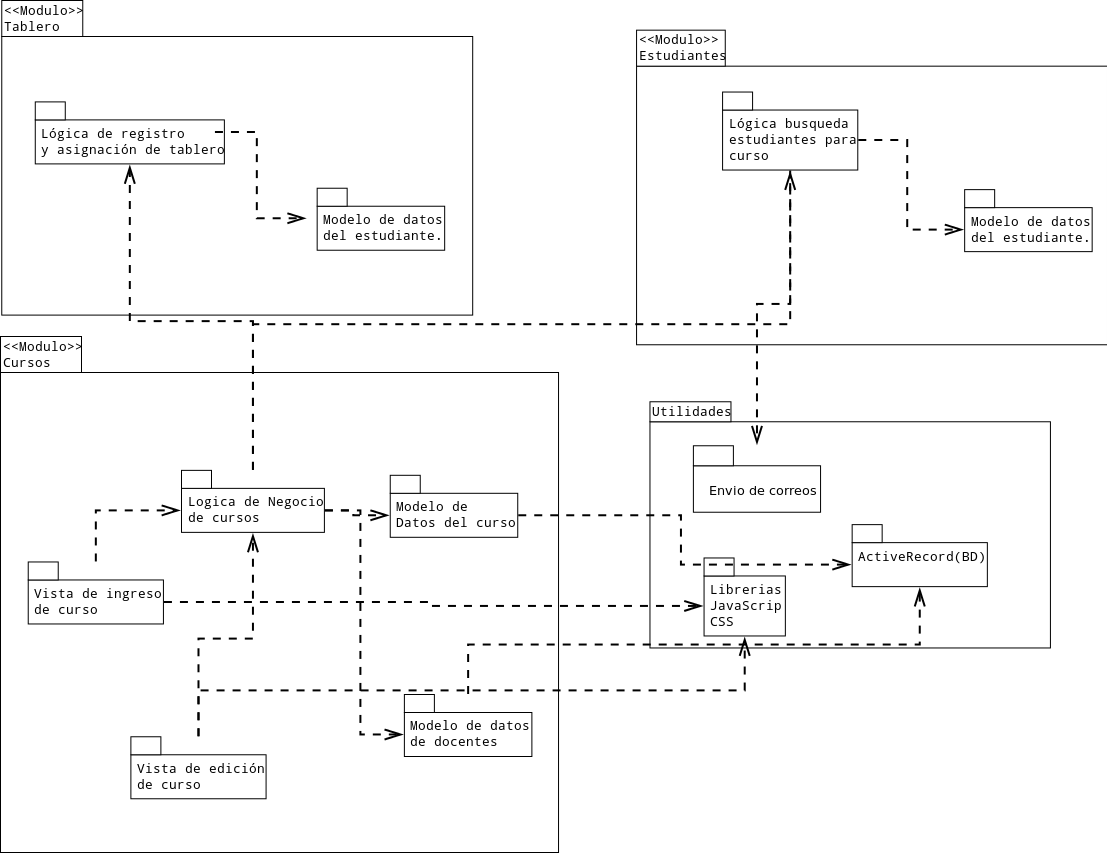 <<Modulo>>
Tablero
Lógica de registro
y asignación de tablero
Modelo de datos
del estudiante.
<<Modulo>>
Estudiantes
Lógica busqueda
estudiantes para
curso
Modelo de datos
del estudiante.
<<Modulo>>
Cursos
Logica de Negocio
de cursos
Modelo de
Datos del curso
Vista de ingreso
de curso
Modelo de datos
de docentes
Vista de edición
de curso
Utilidades
Envio de correos
ActiveRecord(BD)
Librerias
JavaScrip
CSS